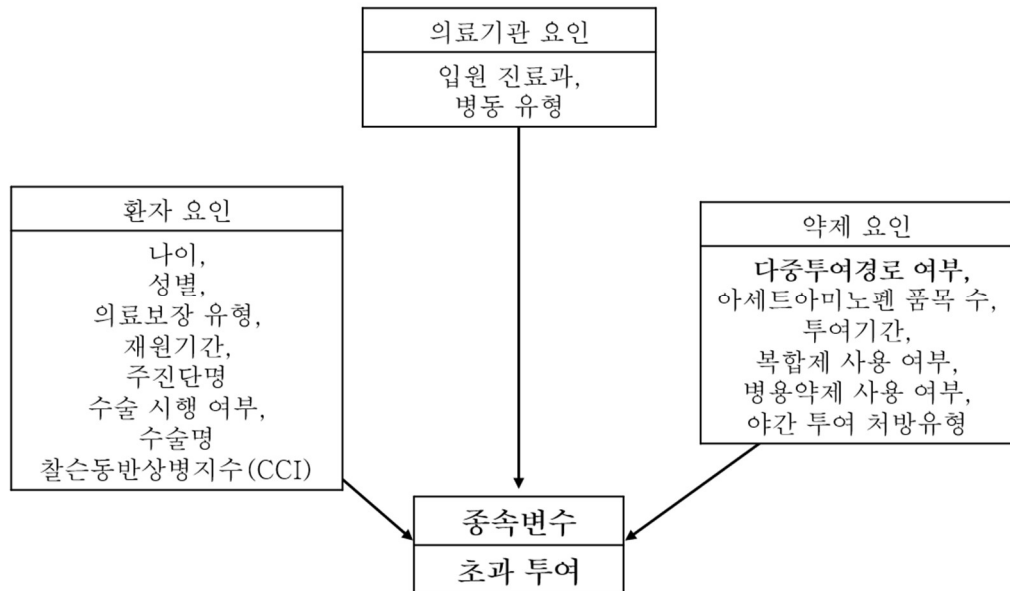 의료기관 요인
입원 진료과,
병동 유형
환자 요인
나이,
성별,
의료보장 유형,
재원기간,
주진단명
수술 시행 여부,
수술명
찰슨동반상병지수(CCI)
약제 요인
다중투여경로 여부,
아세트아미노펜 품목 수,
투여기간,
복합제 사용 여부,
병용약제 사용 여부,
야간 투여 처방유형
종속변수
초과 투여